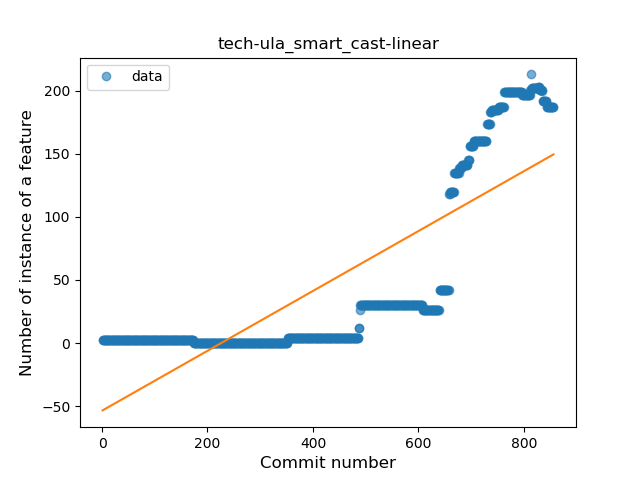 tech-ula_smart_cast-linear
data
Number of instance of a feature
200
150
100
50
0
−50
0 200 400 600 800
Commit number